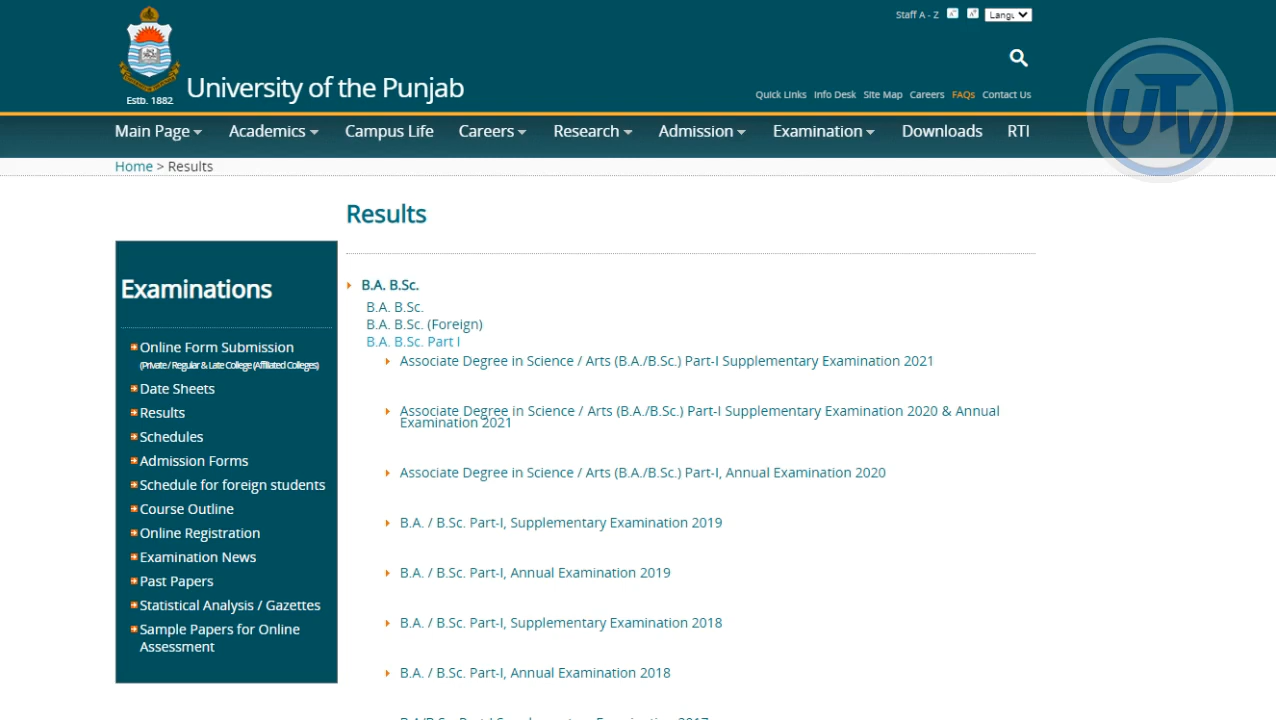 Staff A - Z
Langu
Estb. 1882
University of the Punjab
Quick Links Info Desk Site Map Careers FAQs Contact Us
Main Page Academics Campus Life Careers Research Admission Examination Downloads RTI
UTV
Home > Results
Results
Examinations
Online Form Submission
(Private / Regular & Late College (Affiliated Colleges)
Date Sheets
Results
Schedules
Admission Forms
Schedule for foreign students
Course Outline
Online Registration
Examination News
Past Papers
Statistical Analysis / Gazettes
Sample Papers for Online
Assessment
B.A. B.Sc.
B.A. B.Sc.
B.A. B.Sc. (Foreign)
B.A. B.Sc. Part I
Associate Degree in Science / Arts (B.A./B.Sc.) Part-I Supplementary Examination 2021
Associate Degree in Science / Arts (B.A./B.Sc.) Part-I Supplementary Examination 2020 & Annual
Examination 2021
Associate Degree in Science / Arts (B.A./B.Sc.) Part-I, Annual Examination 2020
B.A. / B.Sc. Part-I, Supplementary Examination 2019
B.A. / B.Sc. Part-I, Annual Examination 2019
B.A. / B.Sc. Part-I, Supplementary Examination 2018
B.A. / B.Sc. Part-I, Annual Examination 2018